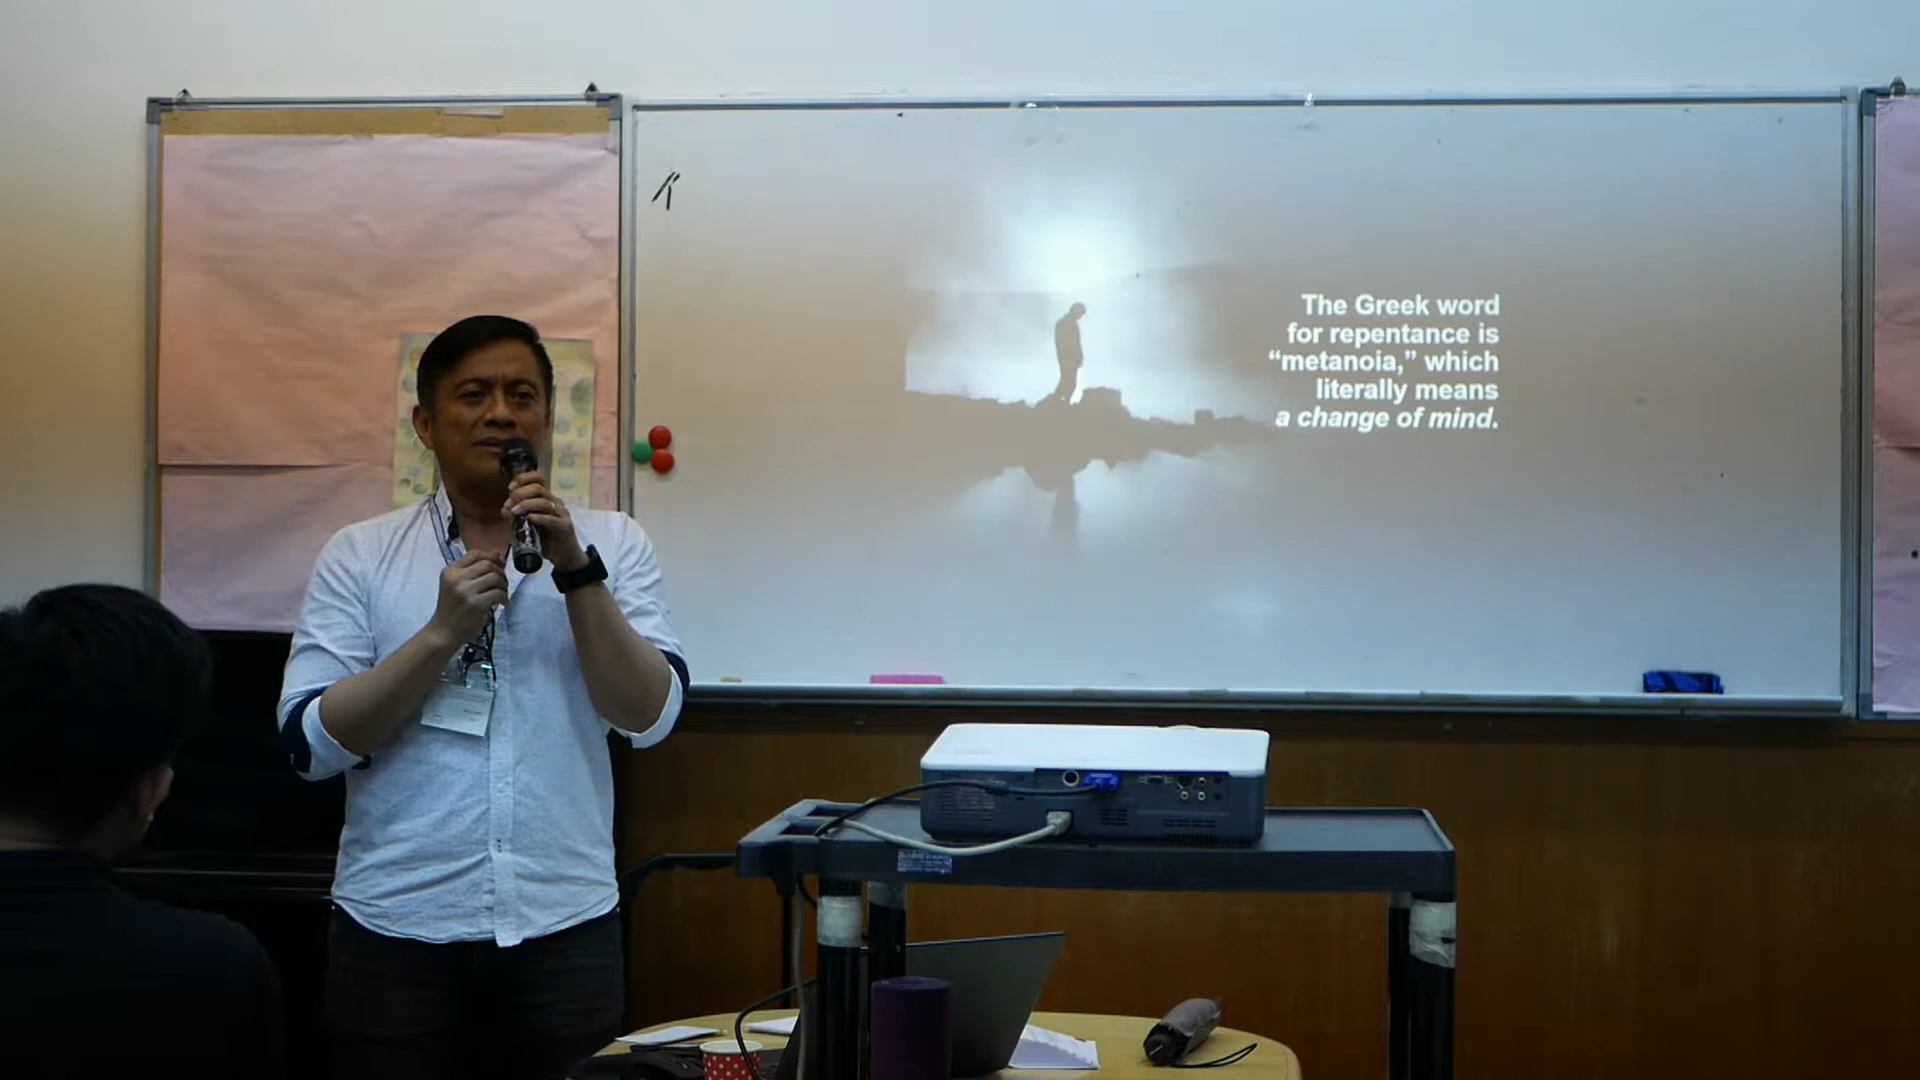 The Greek word
for repentance is
“metanoia,” which
literally means
a change of mind.